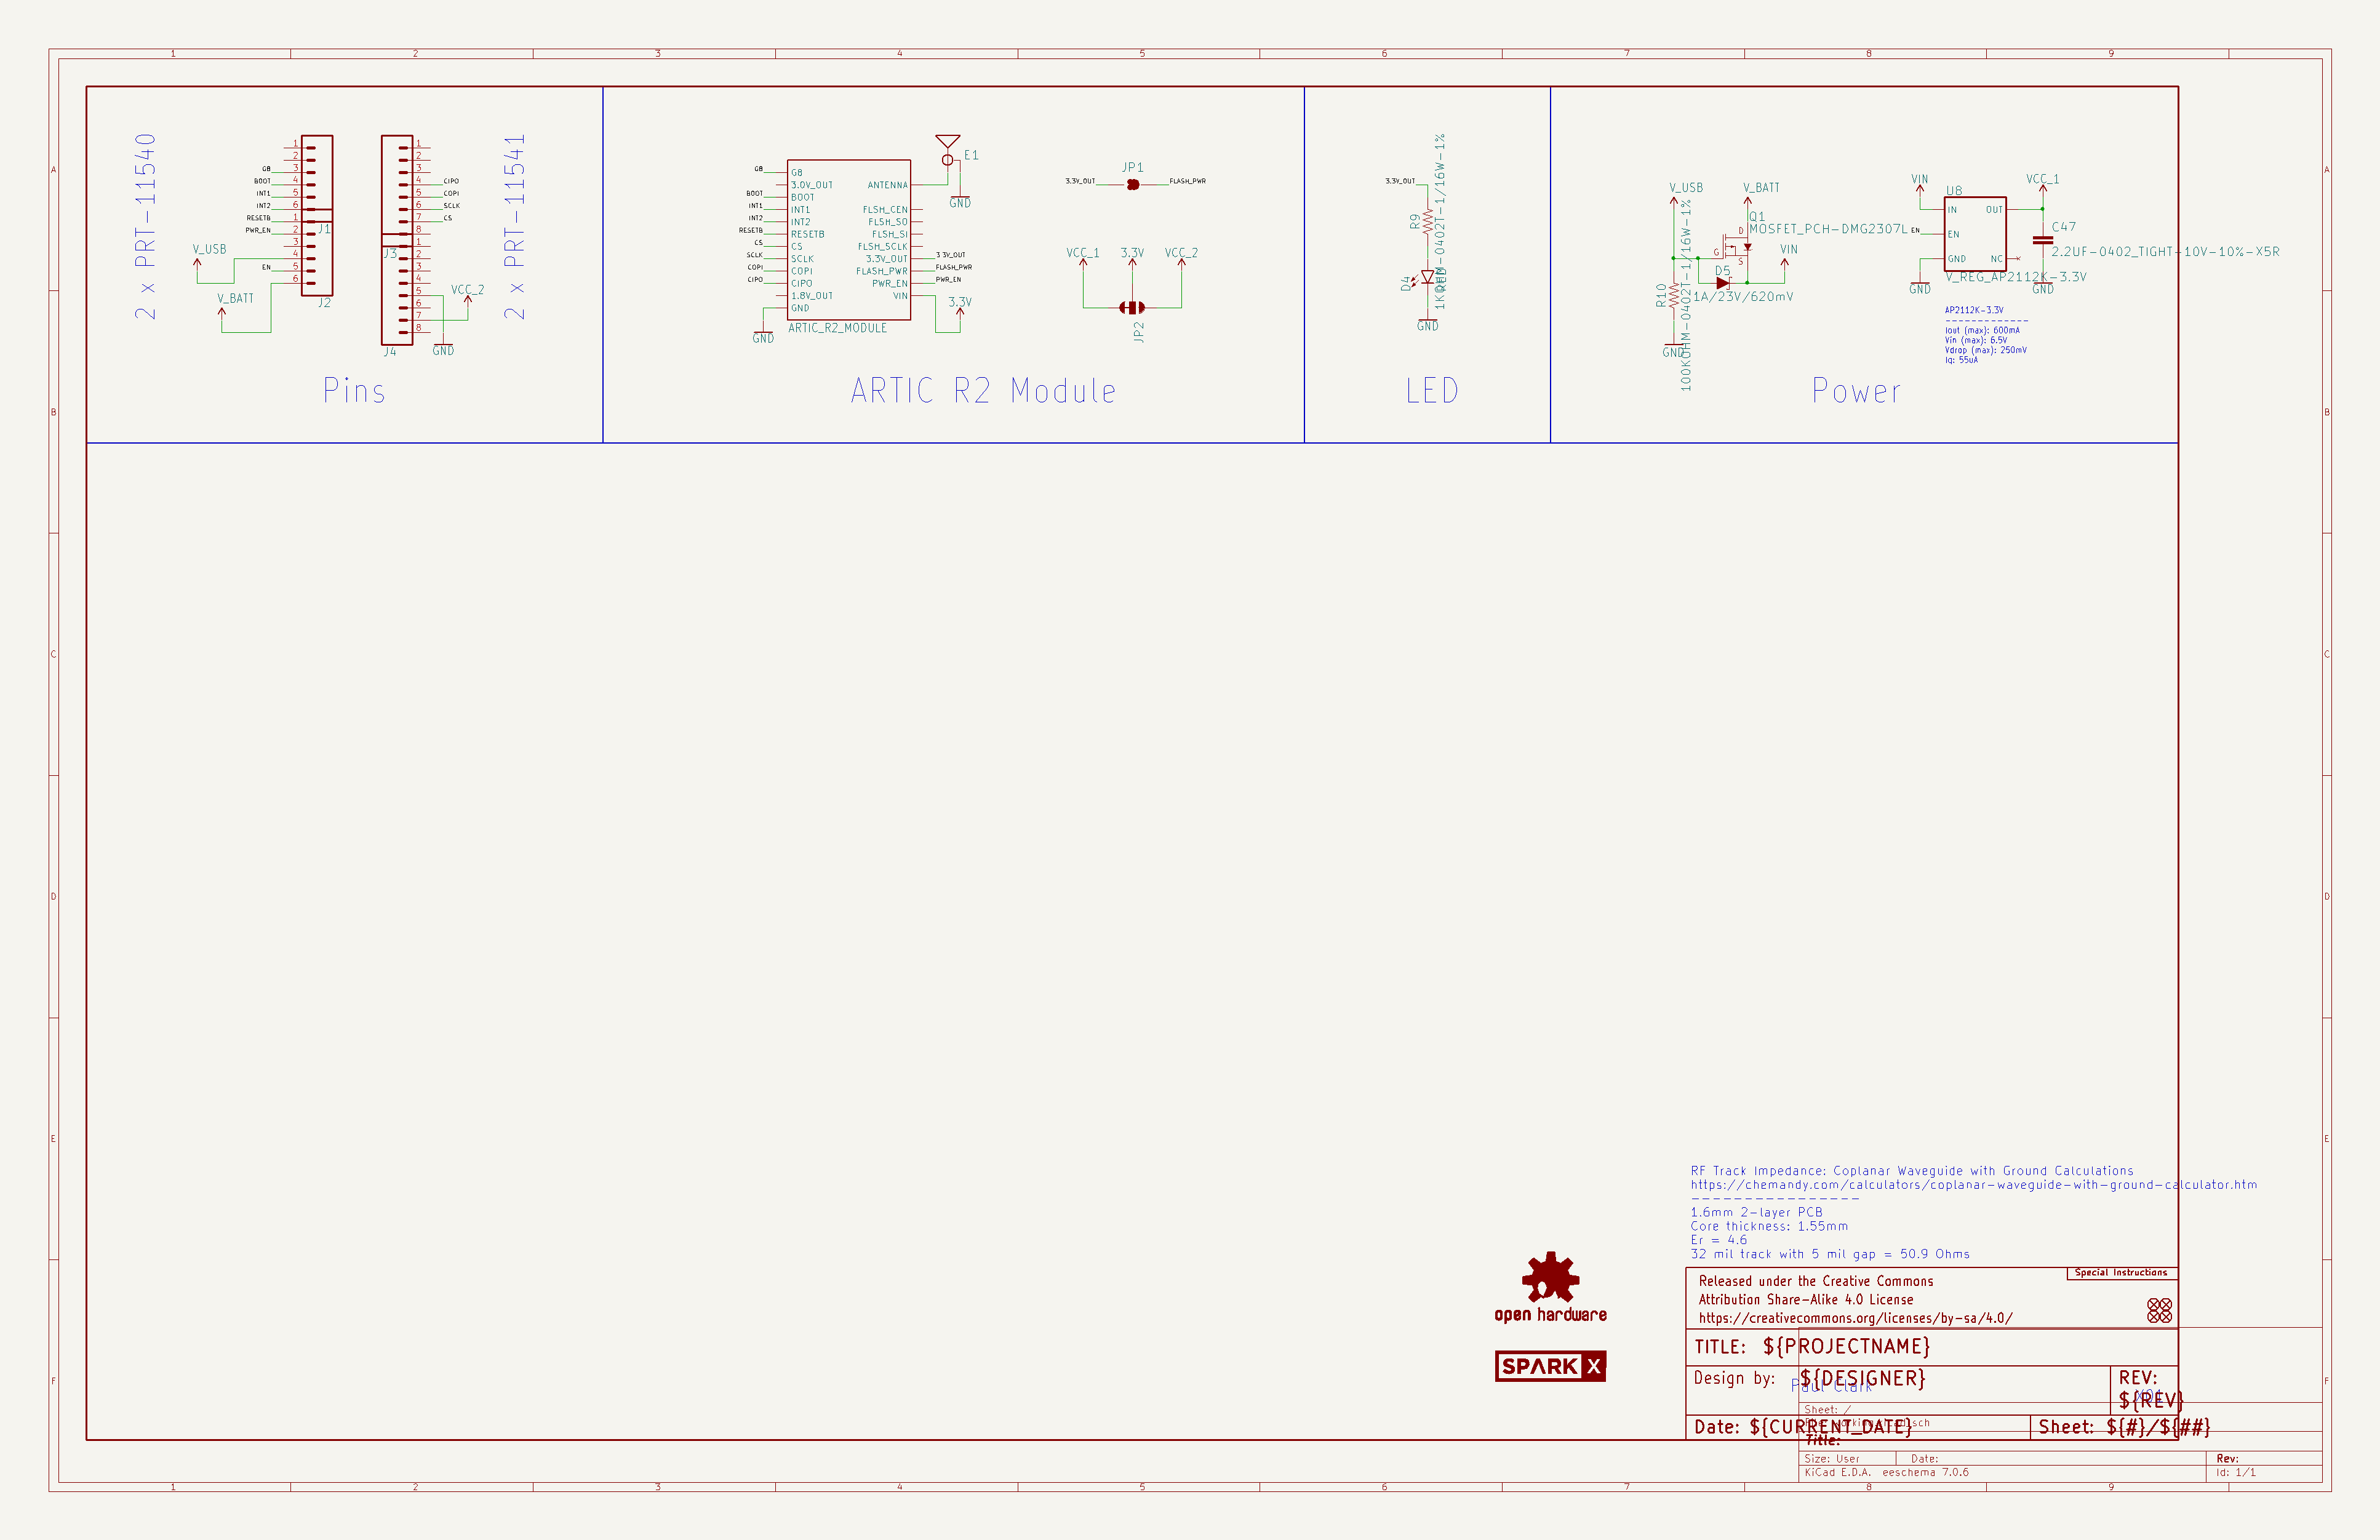 1 2 3 4 5 6 7 8 9
A
B
C
D
E
F
2 x PRT-11540
1
2
G8 3
BOOT 4
INT1 5
INT2 6
RESETB 1
J1
PWR_EN 2
3
V_USB
4
EN 5
6
V_BATT
J2
1
2
3
4 CIPO
5 COPI
6 SCLK
7 CS
8
J3
1
2
3
4
5
6
7
8
VCC_2
J4
GND
2 x PRT-11541
Pins
G8
BOOT
INT1
INT2
RESETB
CS
SCLK
COPI
CIPO
GND
G8
3.0V_OUT
BOOT
INT1
INT2
RESETB
CS
SCLK
COPI
CIPO
1.8V_OUT
GND
ANTENNA
FLSH_CEN
FLSH_SO
FLSH_SI
FLSH_SCLK
3.3V_OUT
FLASH_PWR
PWR_EN
VIN
ARTIC_R2_MODULE
E1
GND
3.3V_OUT
FLASH_PWR
PWR_EN
3.3V
JP1
3.3V_OUT
FLASH_PWR
VCC_1
3.3V
VCC_2
JP2
ARTIC R2 Module
3.3V_OUT
R9
1KOHM-0402T-1/16W-1%
D4
RED
GND
LED
V_USB
V_BATT
Q1
MOSFET_PCH-DMG2307L
D
G
S
VIN
D5
1A/23V/620mV
R10
100KOHM-0402T-1/16W-1%
GND
VIN
U8
VCC_1
IN
OUT
EN
EN
GND
NC
C47
2.2UF-0402_TIGHT-10V-10%-X5R
V_REG_AP2112K-3.3V
GND
GND
AP2112K-3.3V
--------------
Iout (max): 600mA
Vin (max): 6.5V
Vdrop (max): 250mV
Iq: 55uA
Power
RF Track Impedance: Coplanar Waveguide with Ground Calculations
https://chemandy.com/calculators/coplanar-waveguide-with-ground-calculator.htm
----------------
1.6mm 2-layer PCB
Core thickness: 1.55mm
Er = 4.6
32 mil track with 5 mil gap = 50.9 Ohms
open hardware
SPARK X
Special Instructions
Released under the Creative Commons
Attribution Share-Alike 4.0 License
https://creativecommons.org/licenses/by-sa/4.0/
TITLE: ${PROJECTNAME}
Design by: ${DESIGNER}
Paul Clark
REV:
${REV}
X01
Date: ${CURRENT_DATE}
Sheet: ${#}/${##}
Sheet: /
Title:
Size: User
Date:
Rev:
KiCad E.D.A. eeschema 7.0.6
Id: 1/1
A
B
C
D
E
F
1 2 3 4 5 6 7 8 9